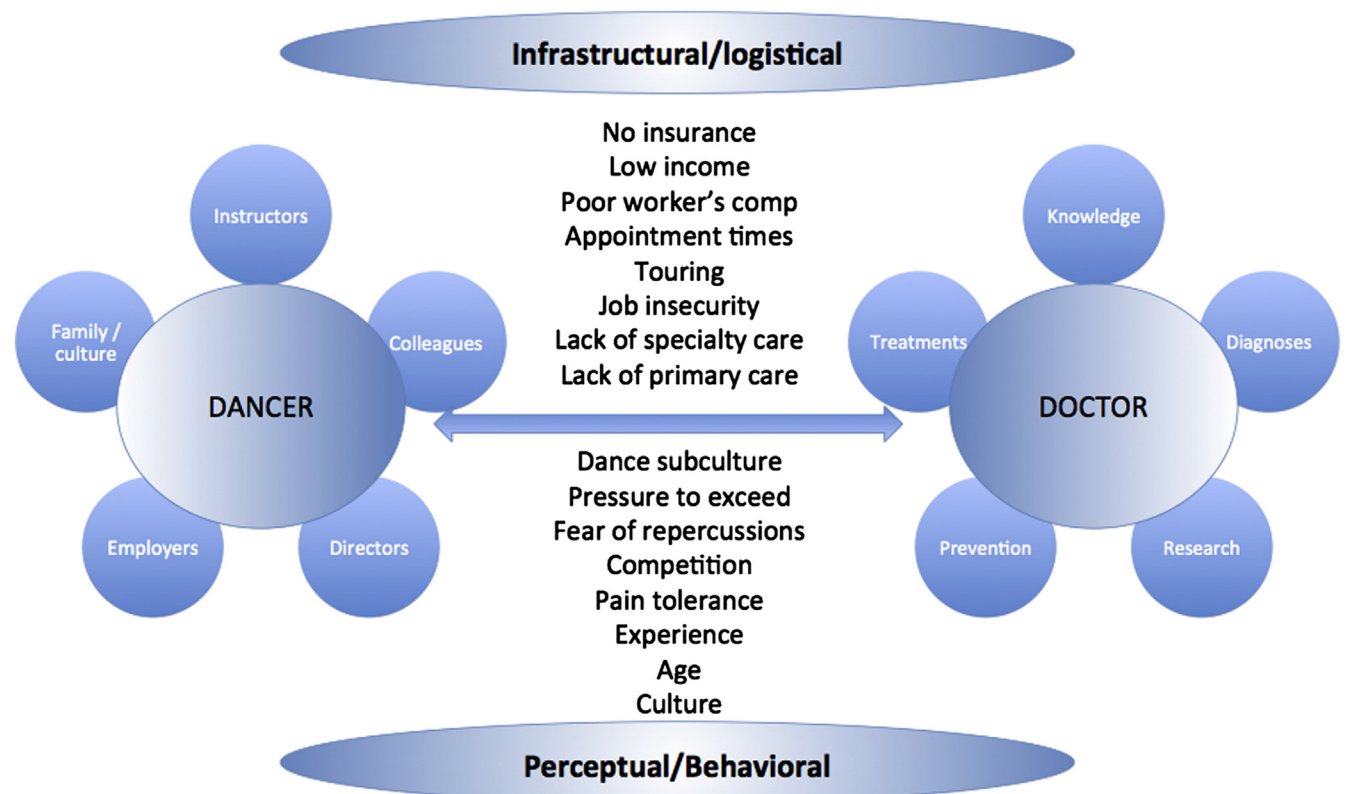 Infrastructural/logistical
No insurance
Low income
Poor worker's comp
Appointment times
Touring
Job insecurity
Lack of specialty care
Lack of primary care
Instructors
Family /
culture
Colleagues
DANCER
Employers
Directors
Knowledge
Treatments
Diagnoses
DOCTOR
Prevention
Research
Dance subculture
Pressure to exceed
Fear of repercussions
Competition
Pain tolerance
Experience
Age
Culture
Perceptual/Behavioral